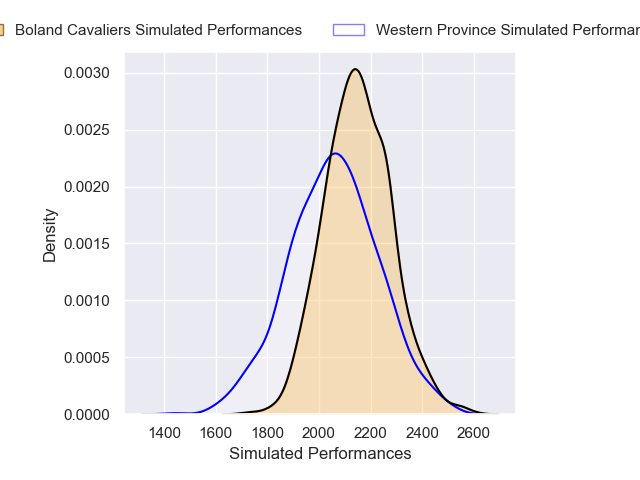 Boland Cavaliers Simulated Performances Western Province Simulated
0.0030
0.0025
0.0020
0.0015
0.0010
0.0005
0.0000
Density
1400 1600 1800 2000 2200 2400 2600
Simulated Performances